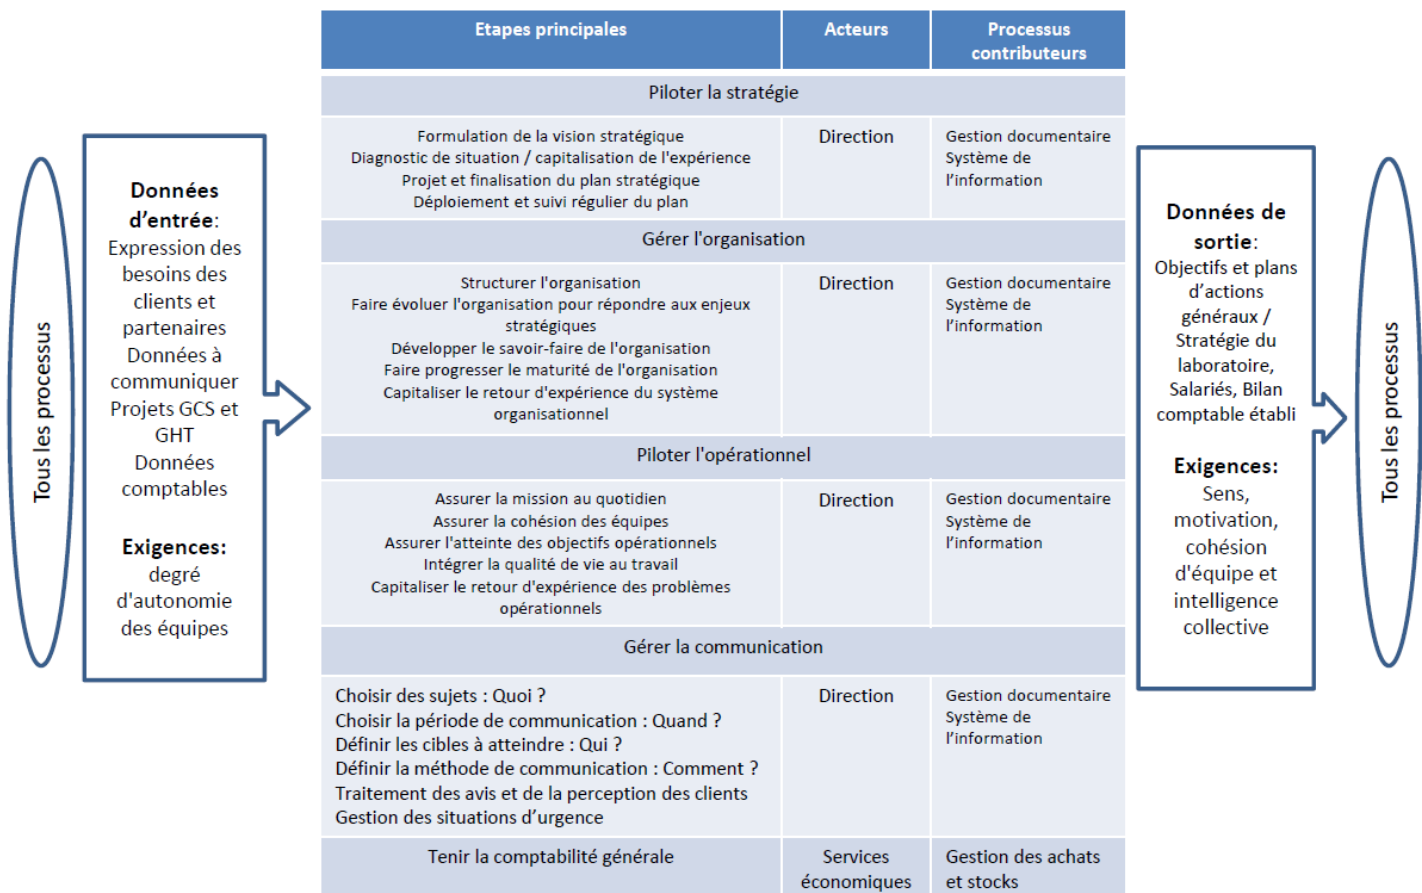 Tous les processus
Données
d’entrée:
Expression des
besoins des
clients et
partenaires
Données à
communiquer
Projets GCS et
GHT
Données
comptables
Exigences:
degré
d'autonomie
des équipes
Etapes principales
Acteurs
Processus
contributeurs
Piloter la stratégie
Formulation de la vision stratégique
Diagnostic de situation / capitalisation de l'expérience
Projet et finalisation du plan stratégique
Déploiement et suivi régulier du plan
Direction
Gestion documentaire
Système de
l’information
Gérer l'organisation
Structurer l'organisation
Faire évoluer l'organisation pour répondre aux enjeux
stratégiques
Développer le savoir-faire de l'organisation
Faire progresser le maturité de l'organisation
Capitaliser le retour d'expérience du système
organisationnel
Direction
Gestion documentaire
Système de
l’information
Piloter l'opérationnel
Assurer la mission au quotidien
Assurer la cohésion des équipes
Assurer l'atteinte des objectifs opérationnels
Intégrer la qualité de vie au travail
Capitaliser le retour d'expérience des problèmes
opérationnels
Direction
Gestion documentaire
Système de
l’information
Gérer la communication
Choisir des sujets : Quoi ?
Choisir la période de communication : Quand ?
Définir les cibles à atteindre : Qui ?
Définir la méthode de communication : Comment ?
Traitement des avis et de la perception des clients
Gestion des situations d’urgence
Direction
Gestion documentaire
Système de
l’information
Tenir la comptabilité générale
Services
économiques
Gestion des achats
et stocks
Données de
sortie:
Objectifs et plans
d’actions
généraux /
Stratégie du
laboratoire,
Salariés, Bilan
comptable établi
Exigences:
Sens,
motivation,
cohésion
d'équipe et
intelligence
collective
Tous les processus